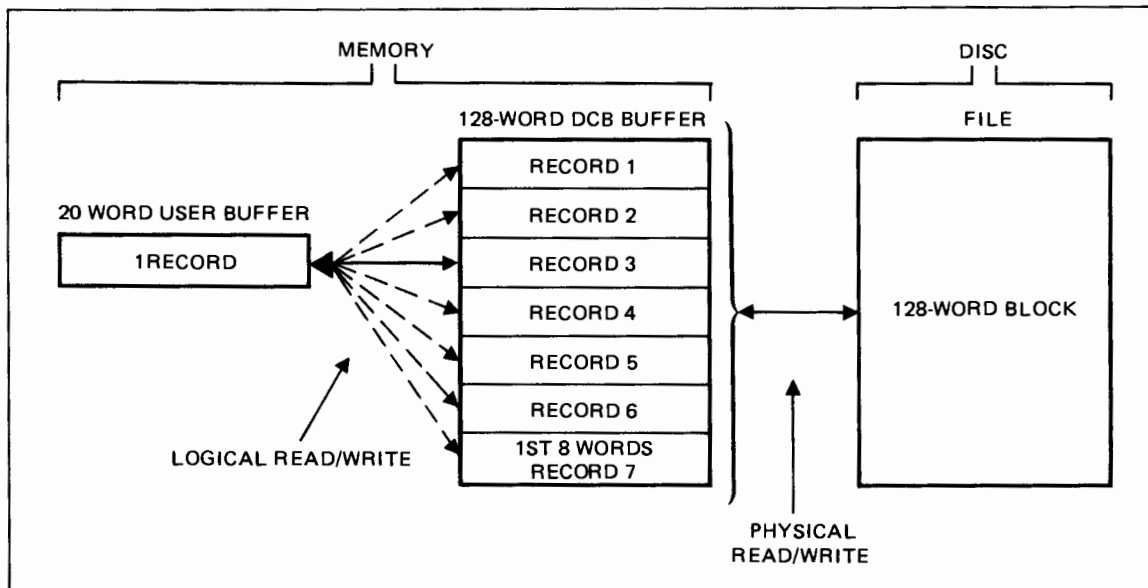 MEMORY
DISC
128-WORD DCB BUFFER
FILE
RECORD 1
RECORD 2
20 WORD USER BUFFER
1RECORD
RECORD 3
RECORD 4
128-WORD BLOCK
RECORD 5
RECORD 6
1ST 8 WORDS
RECORD 7
LOGICAL READ/WRITE
PHYSICAL
READ/WRITE